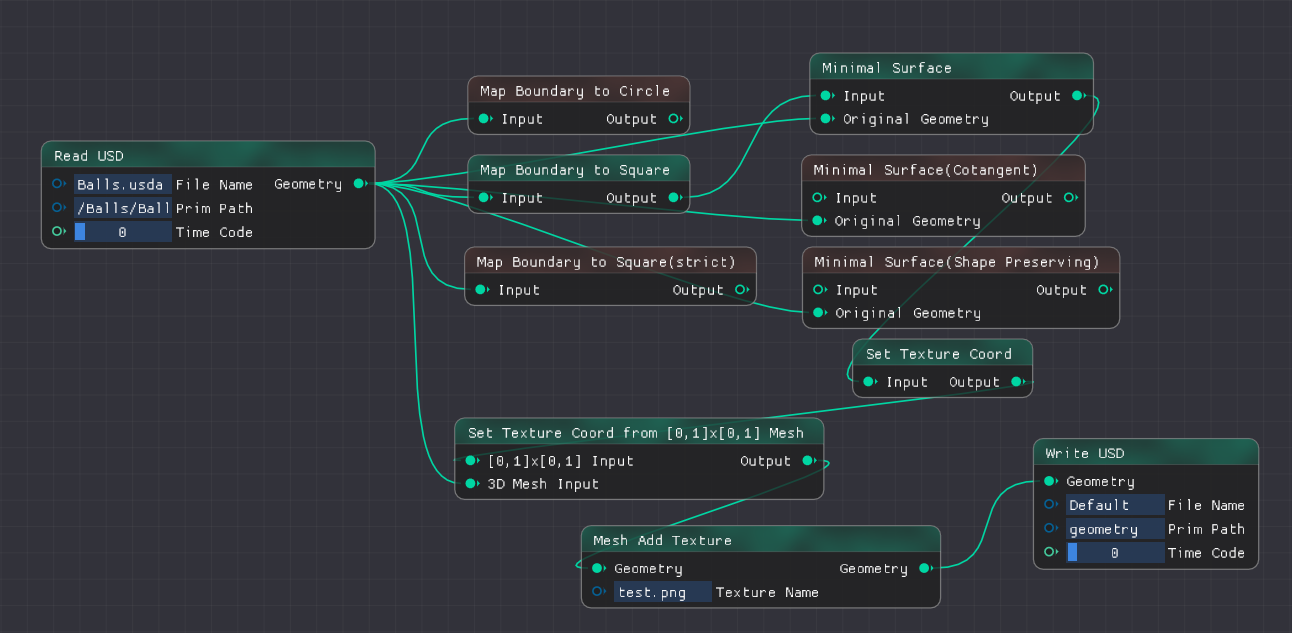 Read USD
Balls.usda File Name Geometry
/Balls/Ball Prim Path
0 Time Code
Map Boundary to Circle
Input Output
Map Boundary to Square
Input Output
Map Boundary to Square(strict)
Input Output
Minimal Surface
Input Output
Original Geometry
Minimal Surface(Cotangent)
Input Output
Original Geometry
Minimal Surface(Shape Preserving)
Input Output
Original Geometry
Set Texture Coord
Input Output
Set Texture Coord from [0,1]x[0,1] Mesh
[0,1]x[0,1] Input Output
3D Mesh Input
Mesh Add Texture
Geometry Geometry
test.png Texture Name
Write USD
Geometry
Default File Name
geometry Prim Path
0 Time Code